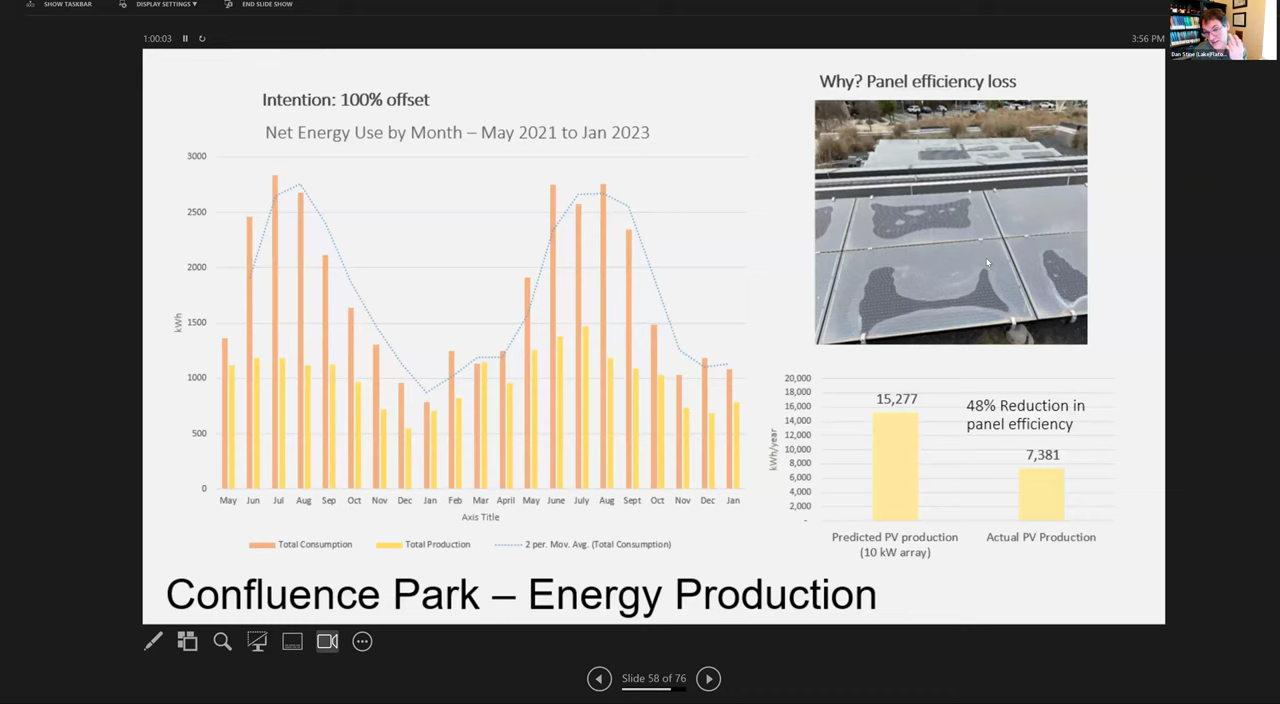 SHOW TASKBAR
DISPLAY SETTINGS ▼
END SLIDE SHOW
1:00:03
3:56 PM
Dan Stine (Lake|Flato...
Intention: 100% offset
Net Energy Use by Month – May 2021 to Jan 2023
3000
2500
2000
1500
1000
500
0
kWh
May Jun Jul Aug Sep Oct Nov Dec Jan Feb Mar April May June July Aug Sept Oct Nov Dec Jan
Axis Title
Total Consumption
Total Production
2 per. Mov. Avg. (Total Consumption)
Why? Panel efficiency loss
20,000
18,000
16,000
14,000
12,000
10,000
8,000
6,000
4,000
2,000
-
kWh/year
15,277
48% Reduction in
panel efficiency
7,381
Predicted PV production
(10 kW array)
Actual PV Production
Confluence Park – Energy Production
Slide 58 of 76